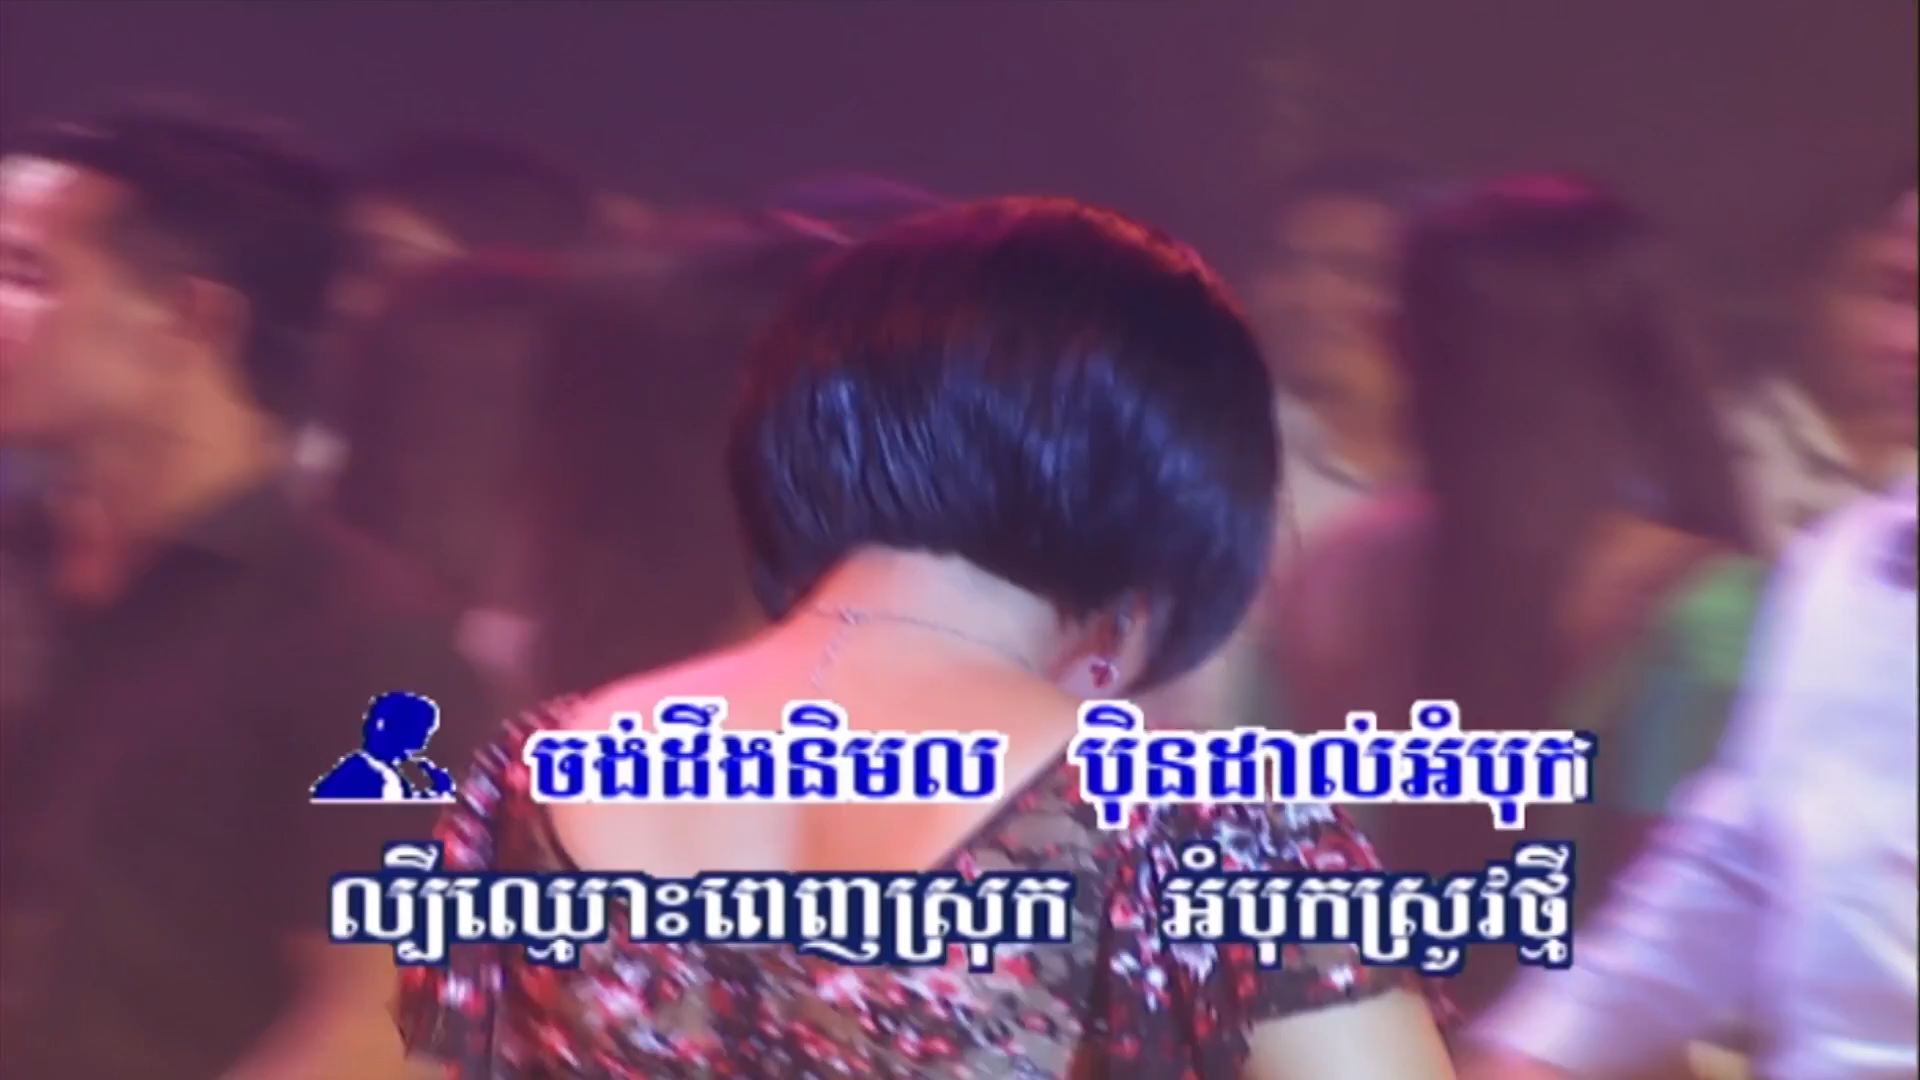 ចង់ដឹងនិមល ប៉ិនដាល់អំបុក
ល្បីឈ្មោះពេញស្រុក អំបុកស្រូវថ្មី